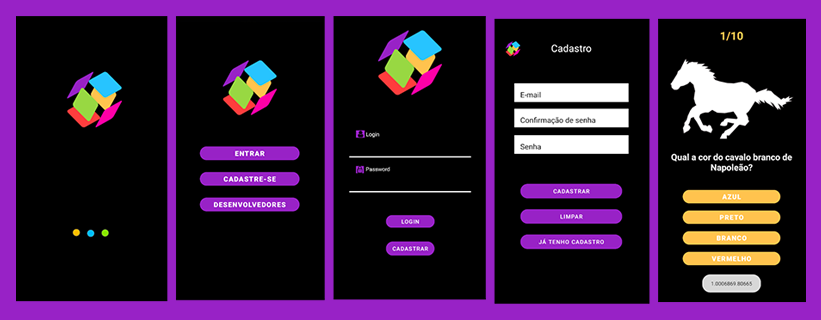 ENTRAR
CADASTRE-SE
DESENVOLVEDORES
Login
Password
LOGIN
CADASTRAR
Cadastro
E-mail
Confirmação de senha
Senha
CADASTRAR
LIMPAR
JÁ TENHO CADASTRO
1/10
Qual a cor do cavalo branco de
Napoleão?
AZUL
PRETO
BRANCO
VERMELHO
1.0006869.80665